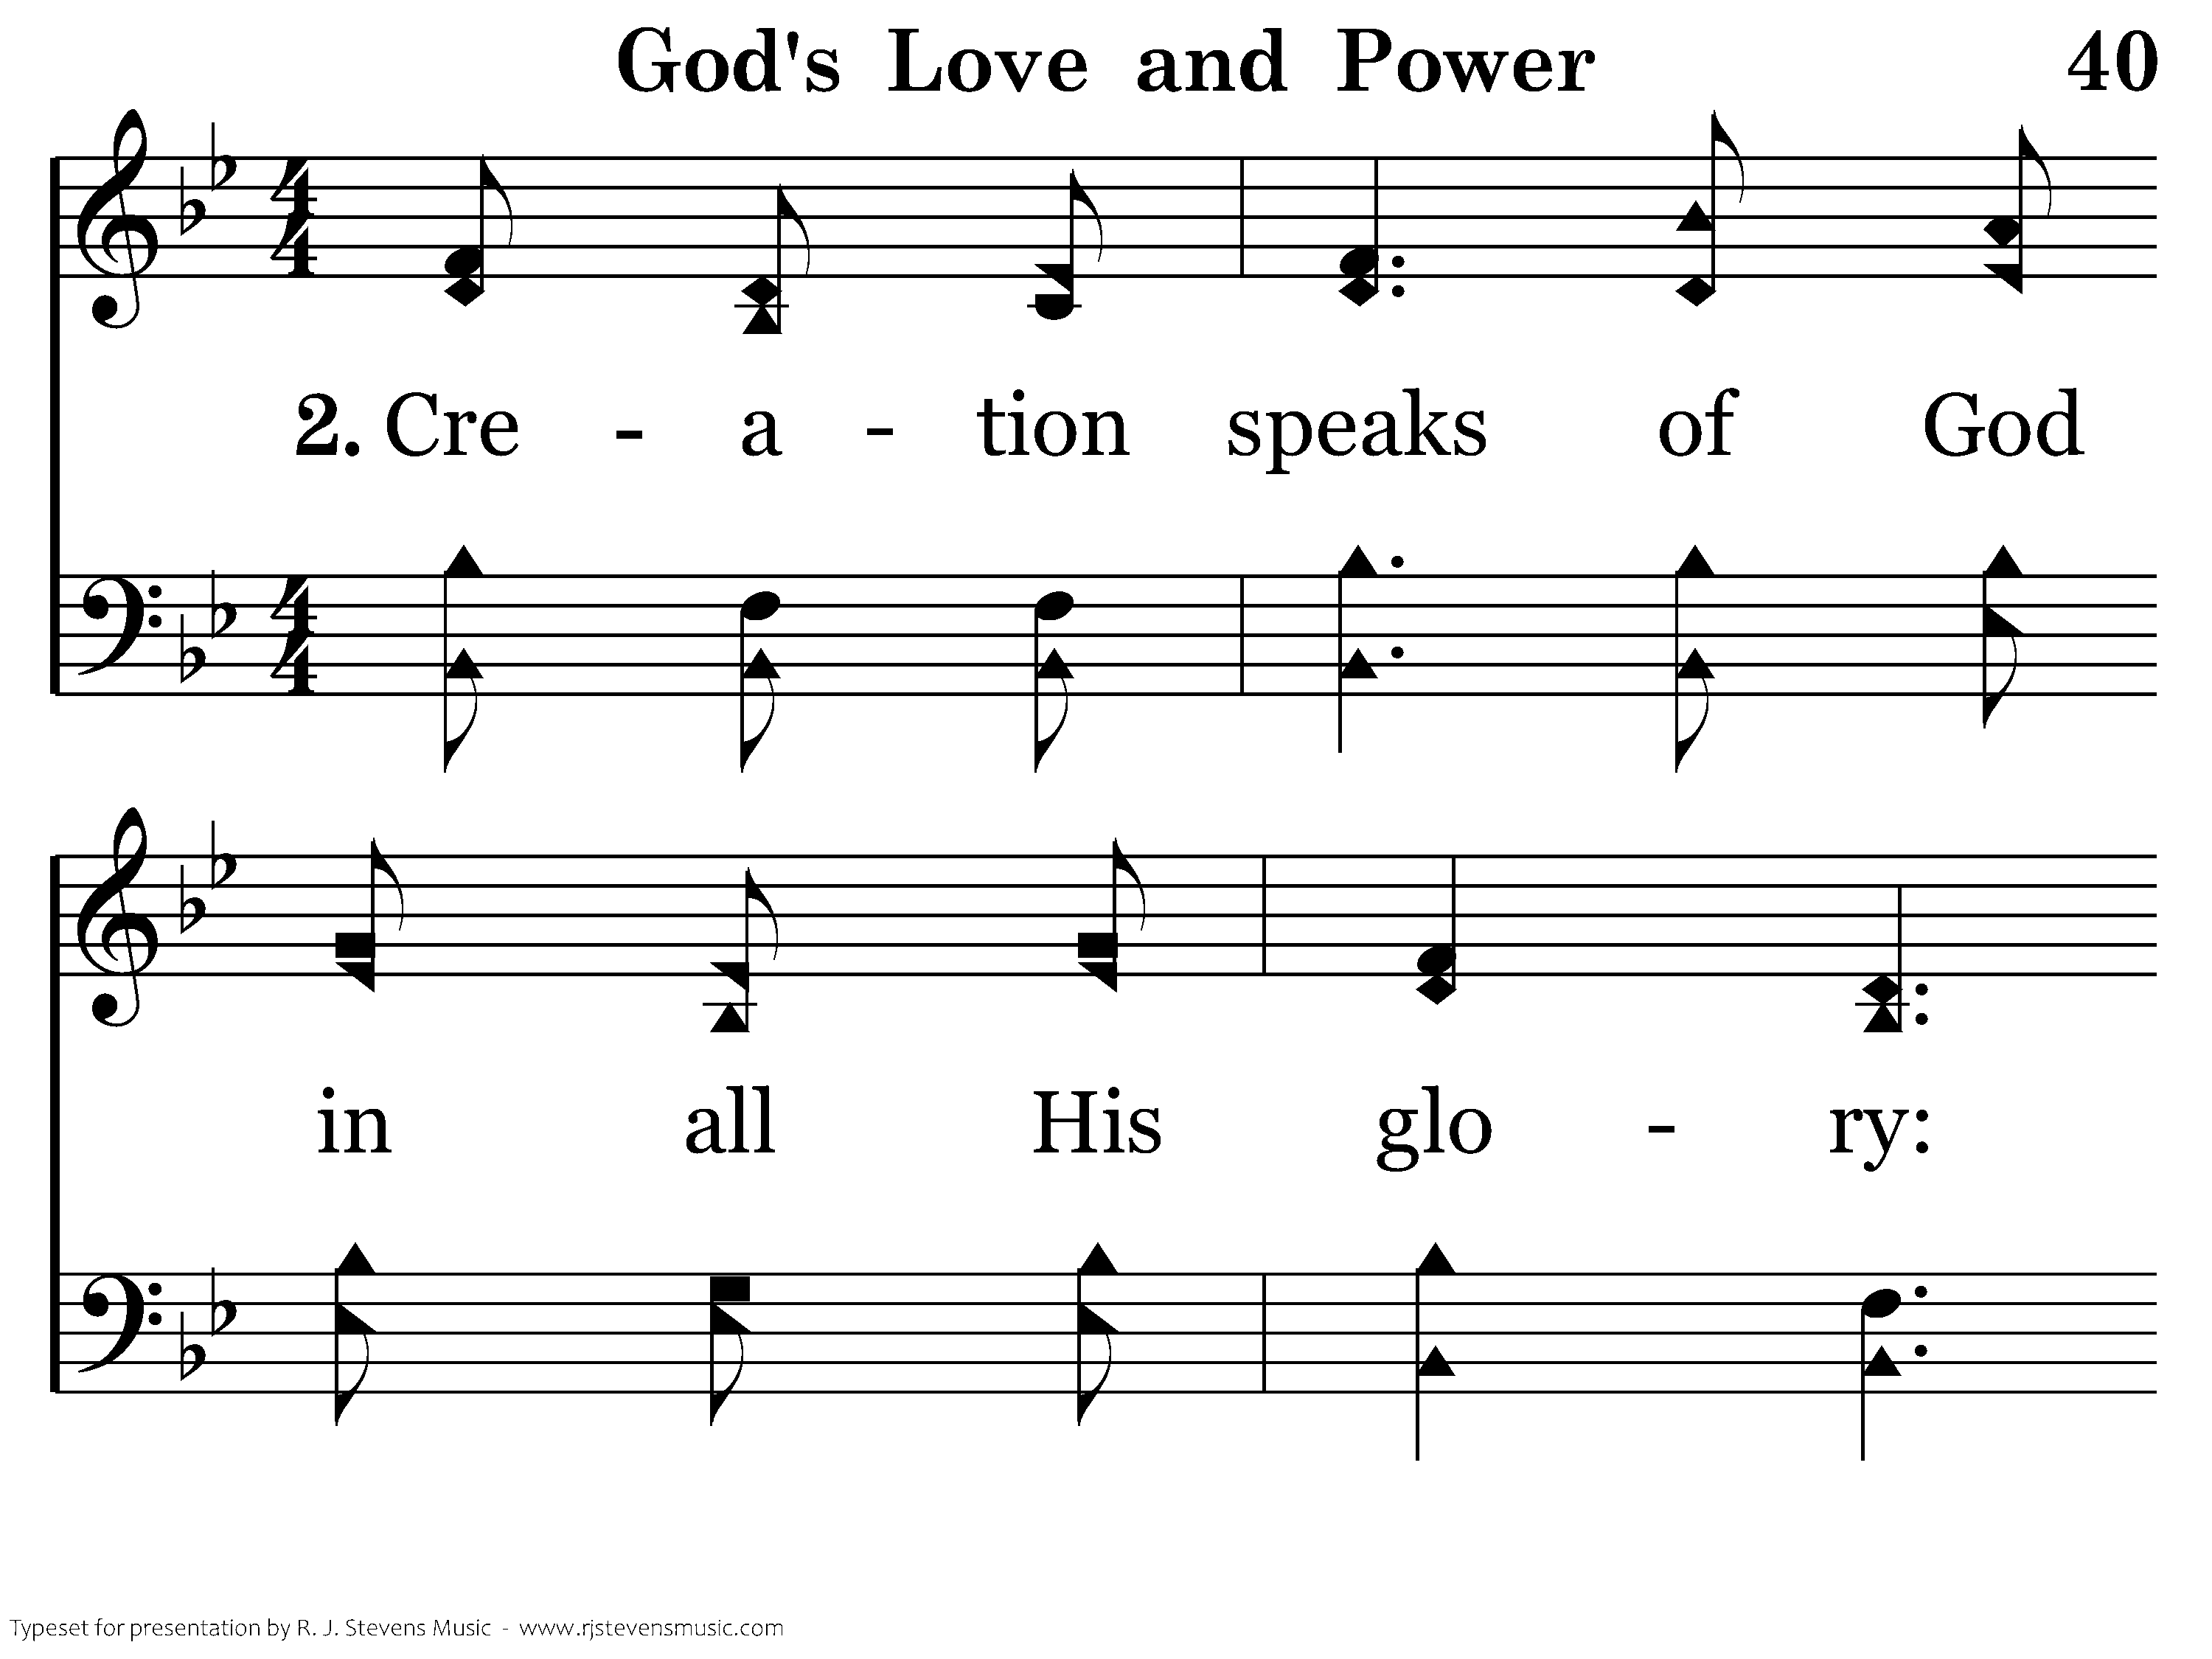 God's Love and Power 40
2. Cre - a - tion speaks of God
in all His glo - ry:
Typeset for presentation by R. J. Stevens Music - www.rjstevensmusic.com